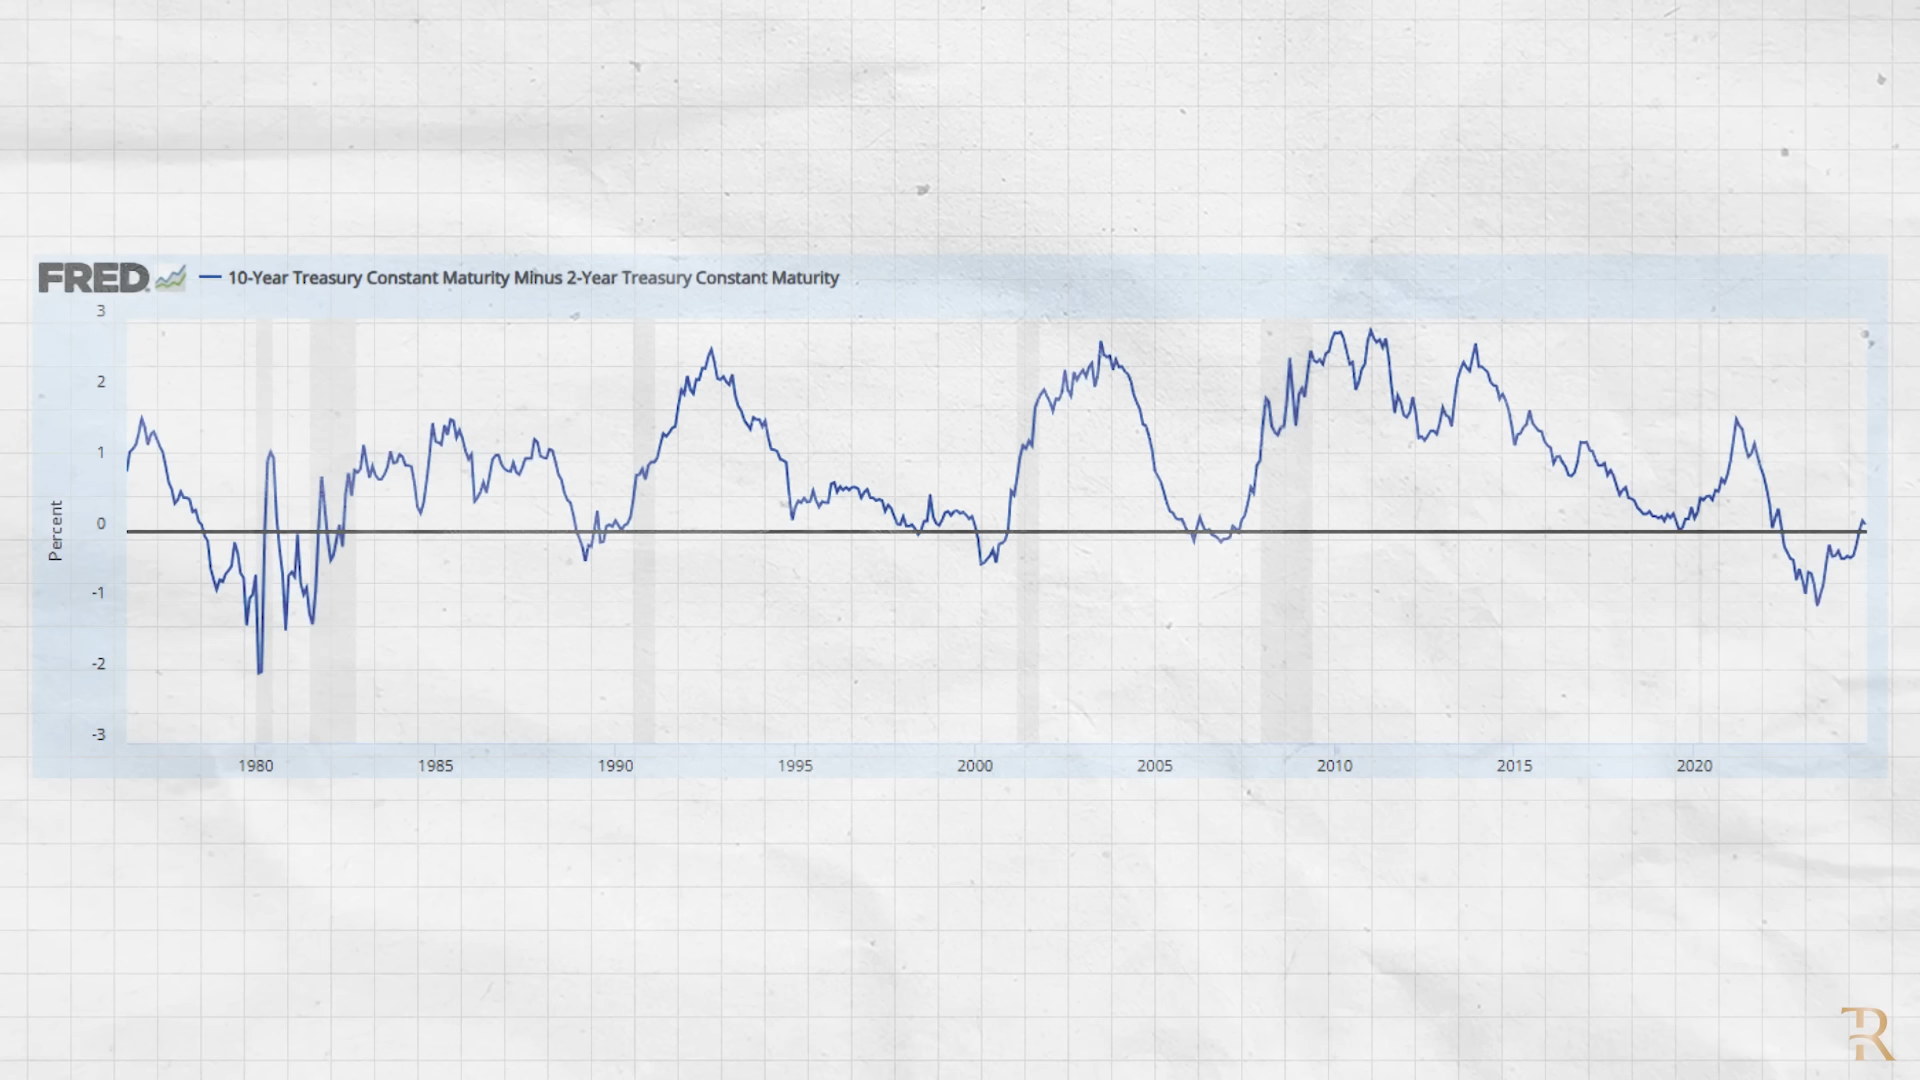 FRED
10-Year Treasury Constant Maturity Minus 2-Year Treasury Constant Maturity
3
2
1
0
-1
-2
-3
Percent
1980 1985 1990 1995 2000 2005 2010 2015 2020
R